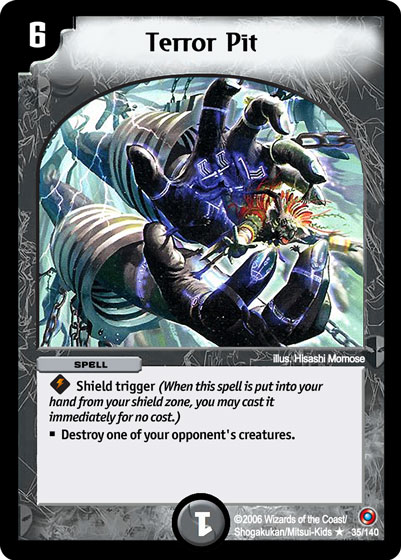 6
Terror Pit
illus. Hisashi Momose
SPELL
Shield trigger (When this spell is put into your
hand from your shield zone, you may cast it
immediately for no cost.)
▪ Destroy one of your opponent's creatures.
1
©2006 Wizards of the Coast/
Shogakukan/Mitsui-Kids ★ -35/140